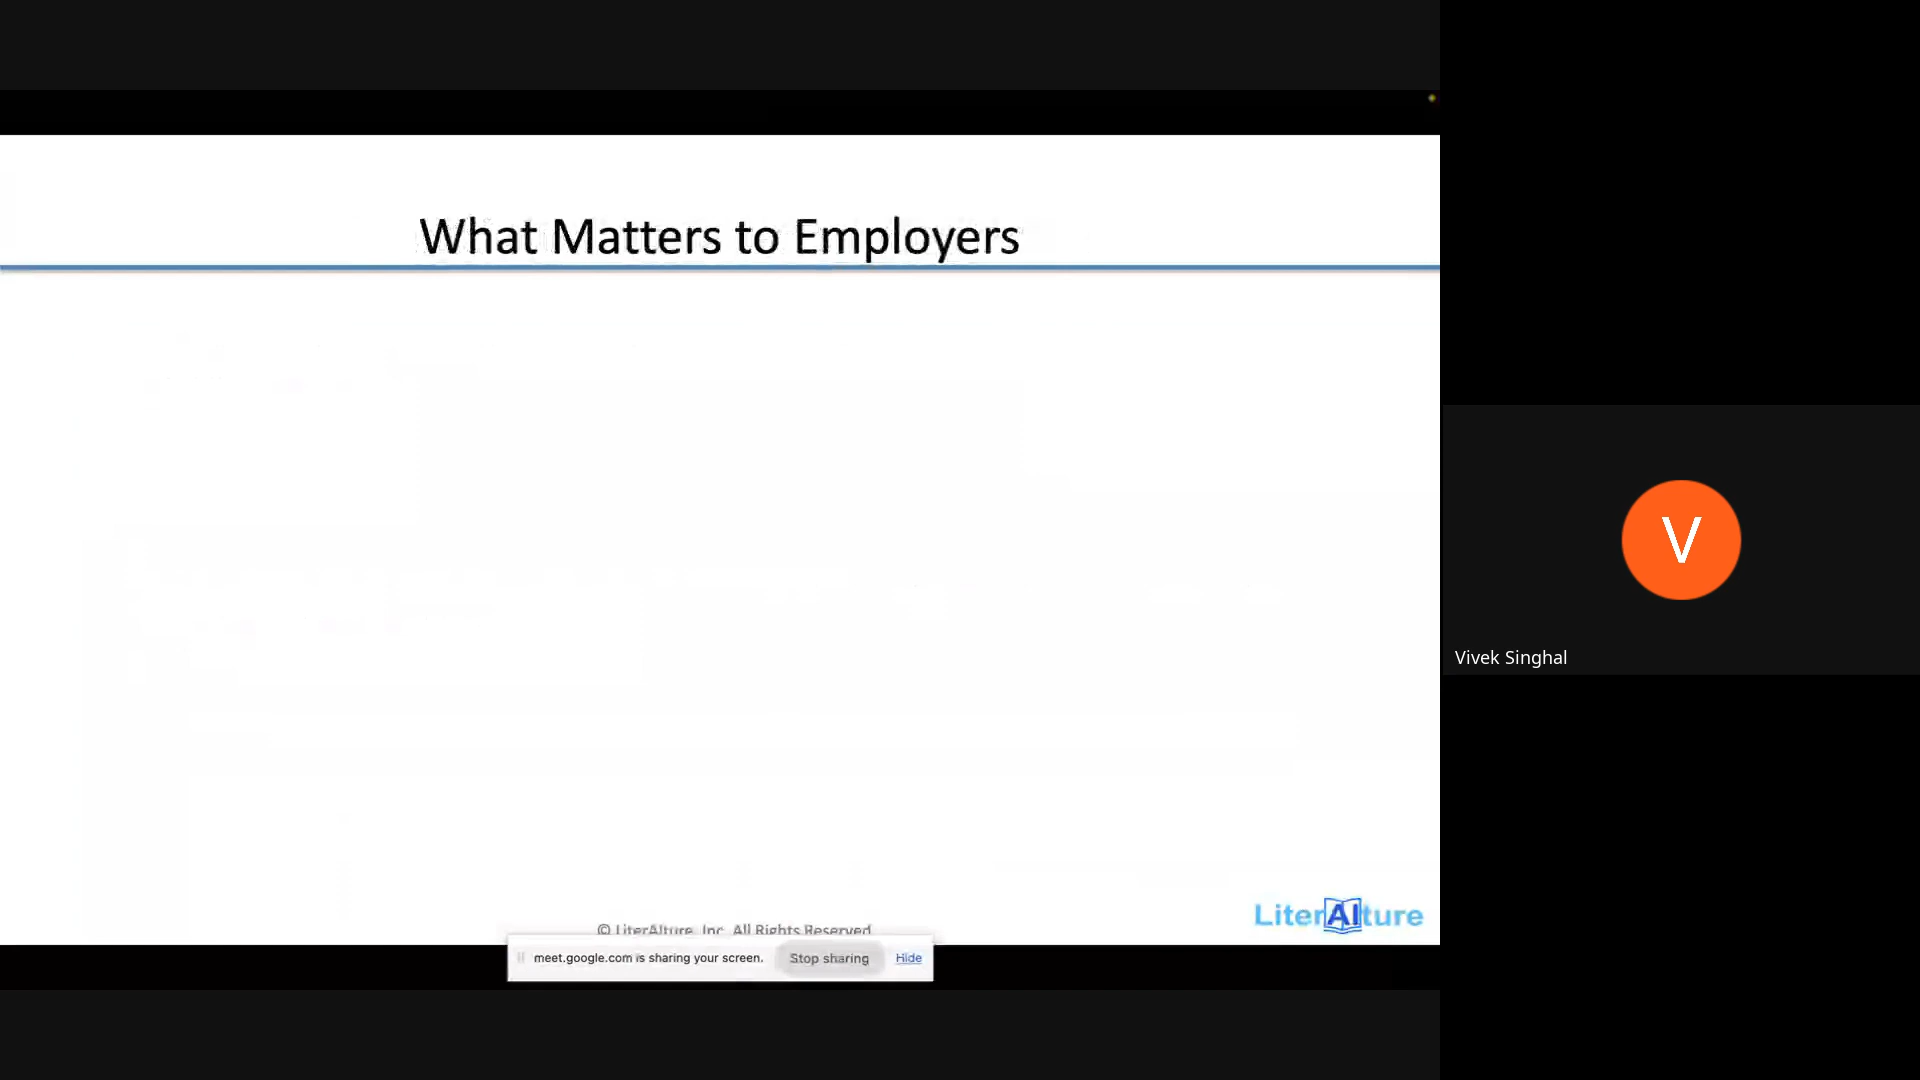 What Matters to Employers
V
Vivek Singhal
LiterAIture
© LiterAIture, Inc. All Rights Reserved
meet.google.com is sharing your screen. Stop sharing Hide